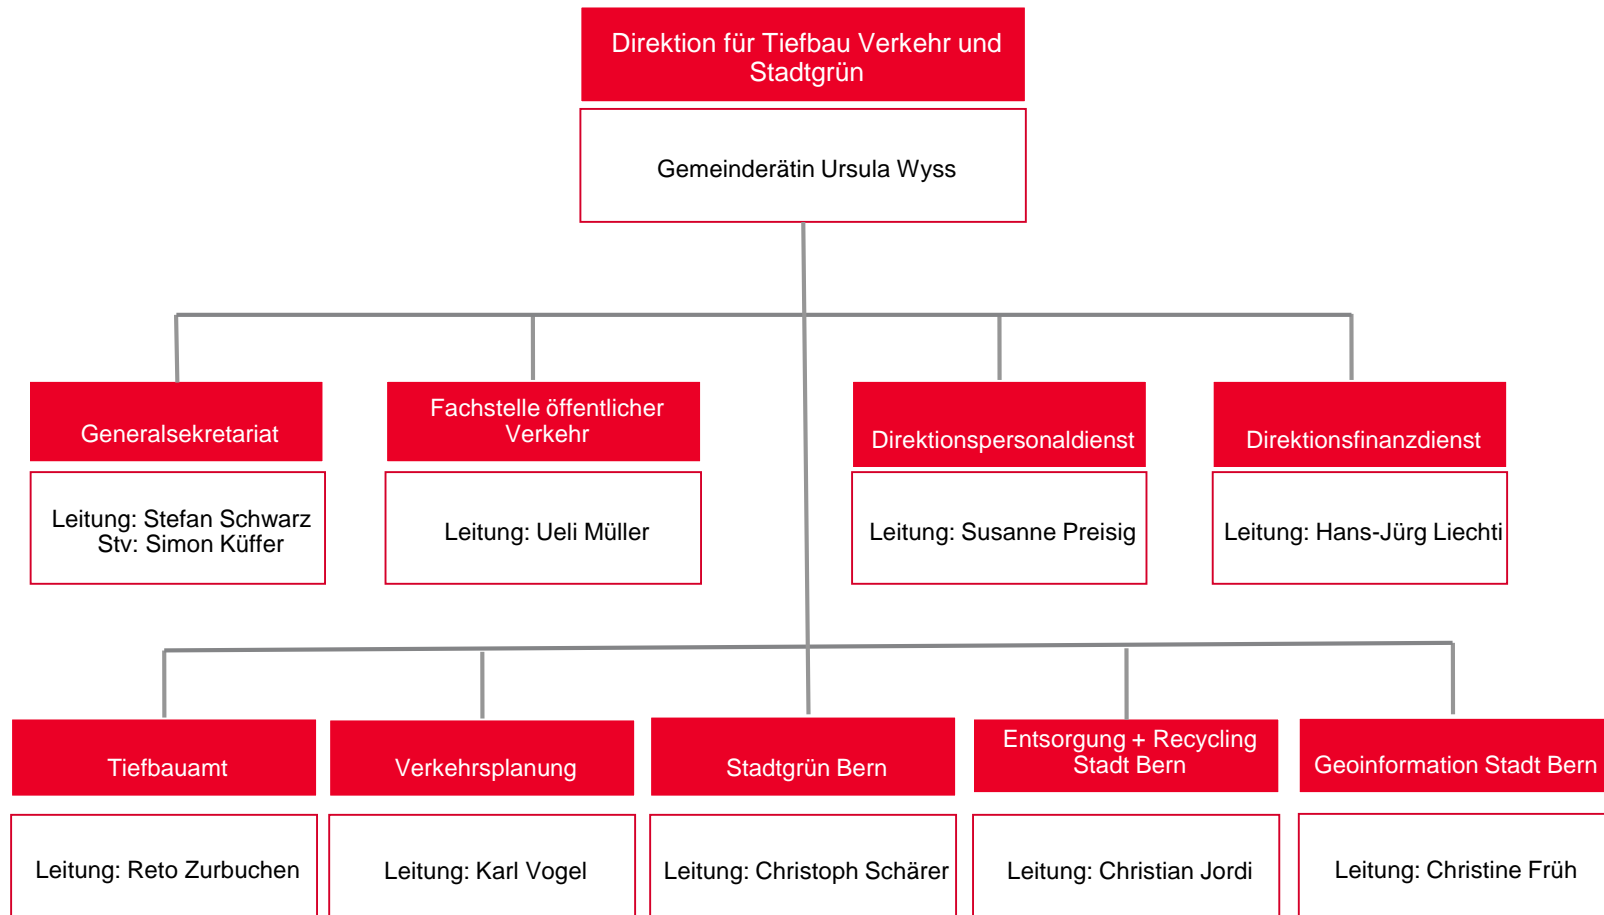 Direktion für Tiefbau Verkehr und
Stadtgrün
Gemeinderätin Ursula Wyss
Generalsekretariat
Leitung: Stefan Schwarz
Stv: Simon Küffer
Fachstelle öffentlicher
Verkehr
Leitung: Ueli Müller
Direktionspersonaldienst
Leitung: Susanne Preisig
Direktionsfinanzdienst
Leitung: Hans-Jürg Liechti
Tiefbauamt
Leitung: Reto Zurbuchen
Verkehrsplanung
Leitung: Karl Vogel
Stadtgrün Bern
Leitung: Christoph Schärer
Entsorgung + Recycling
Stadt Bern
Leitung: Christian Jordi
Geoinformation Stadt Bern
Leitung: Christine Früh